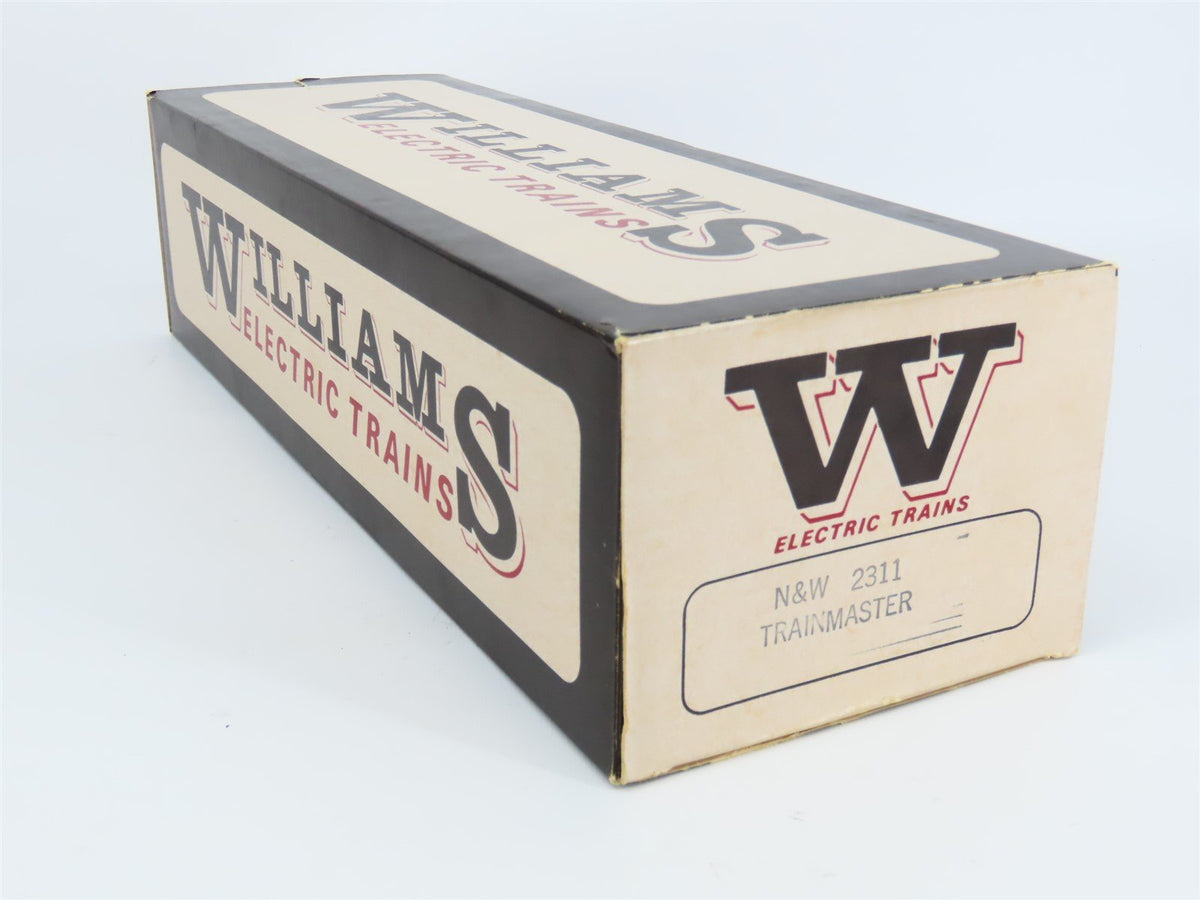 WILLIAMS
ELECTRIC TRAINS
WILLIAMS
ELECTRIC TRAINS
W
ELECTRIC TRAINS
N&W 2311
TRAINMASTER